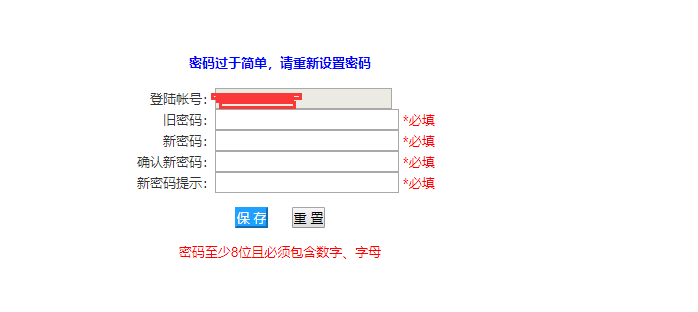 密码过于简单，请重新设置密码
登陆帐号：
旧密码： *必填
新密码： *必填
确认新密码： *必填
新密码提示： *必填
保 存 重 置
密码至少8位且必须包含数字、字母